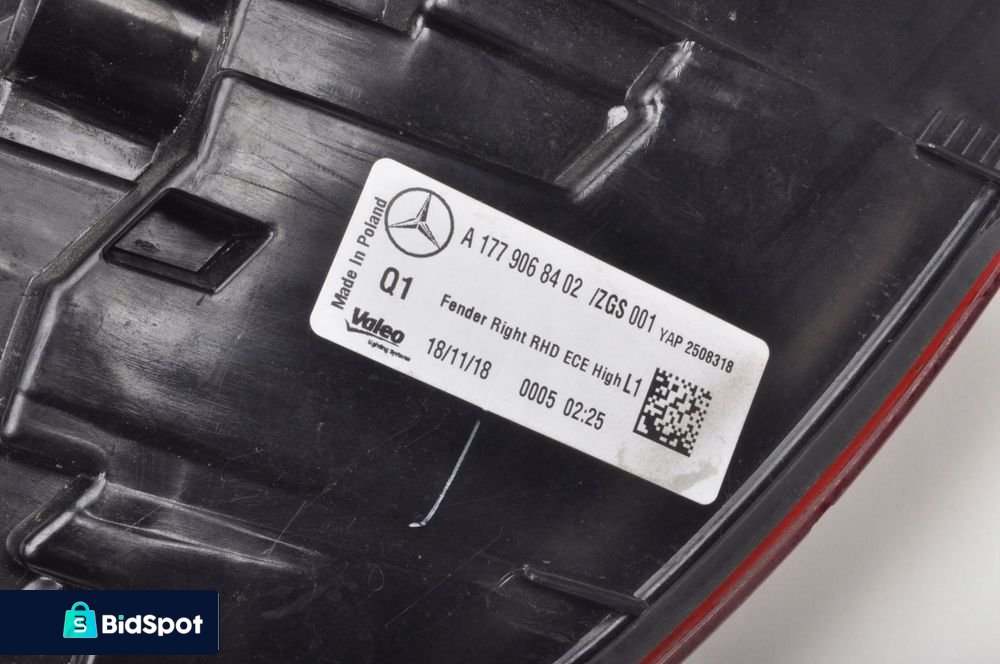 Made In Poland
A 177 906 84 02 /ZGS 001 YAP 2508318
Q1
Fender Right RHD ECE High L1
Valeo
Lighting Systems
18/11/18 0005 02:25
BidSpot